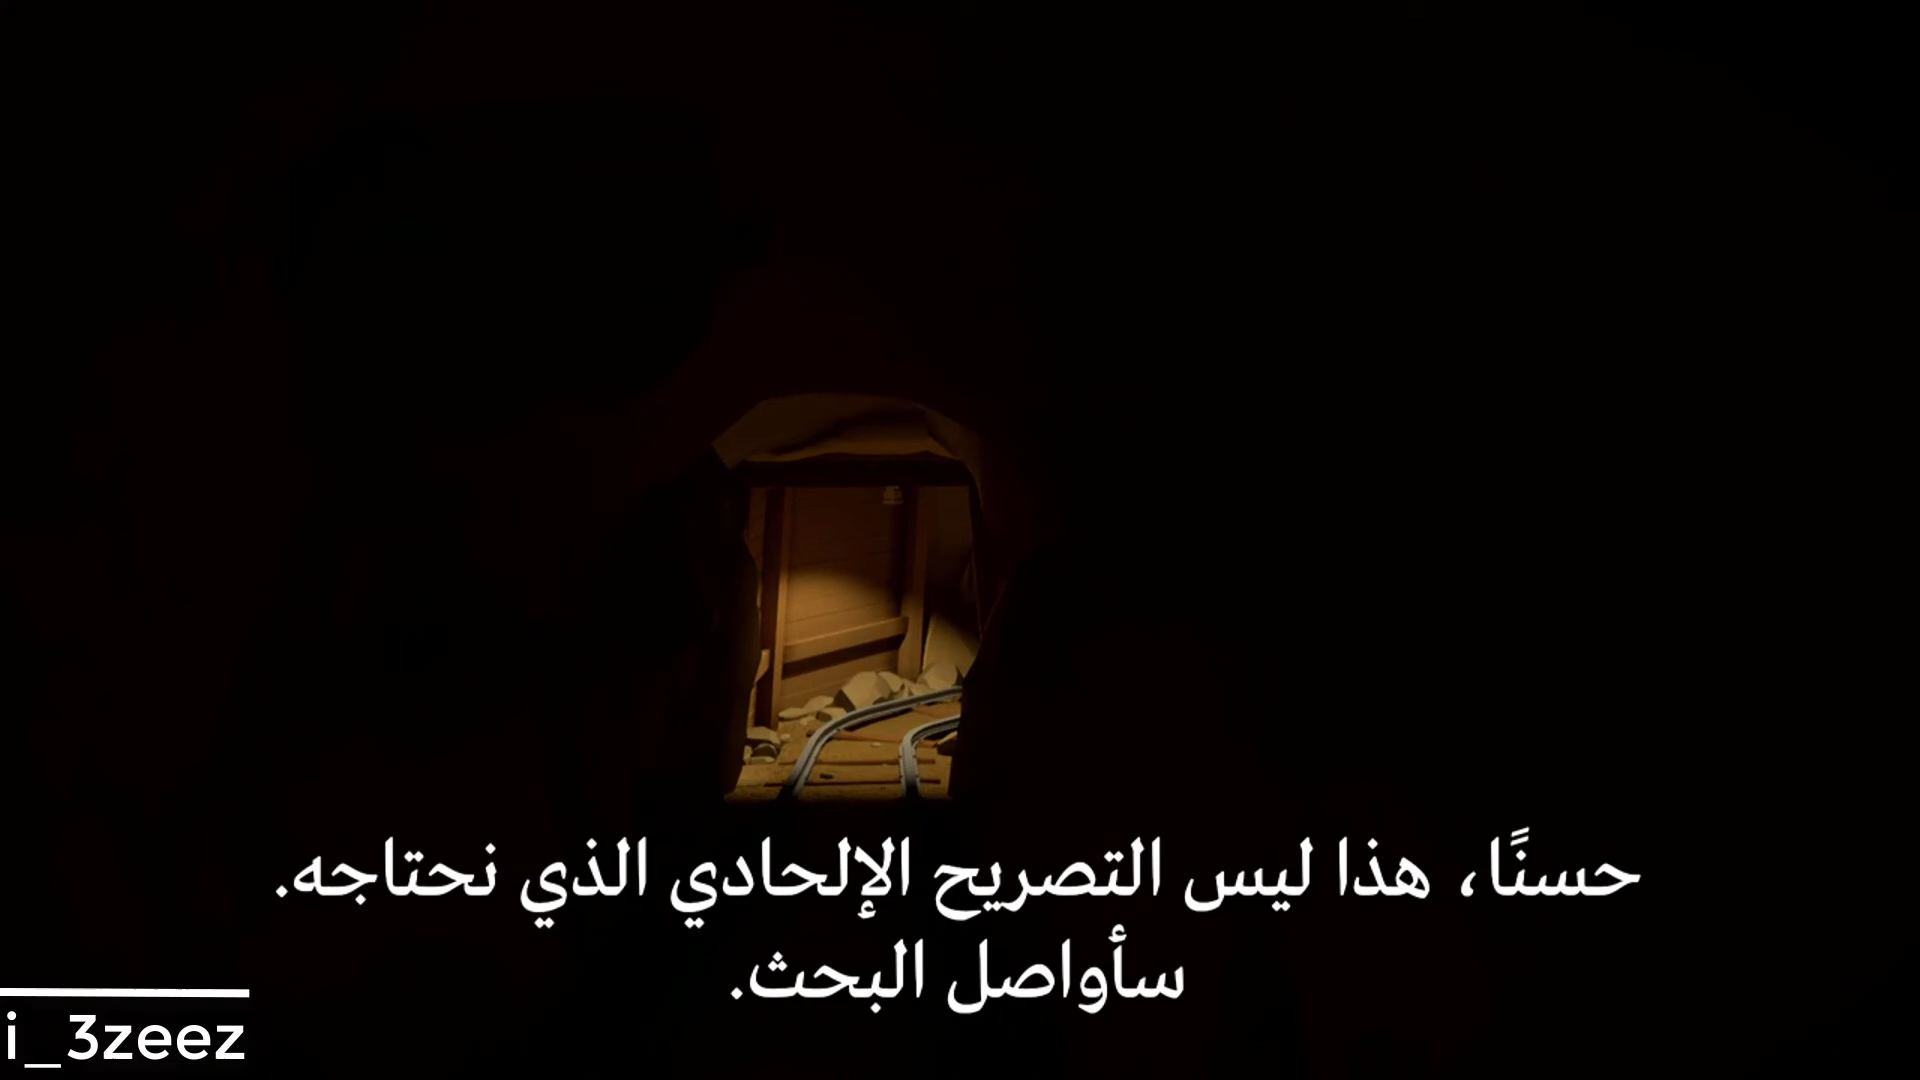 حسنًا، هذا ليس التصريح الإلحادي الذي نحتاجه.
سأواصل البحث.
i_3zeez